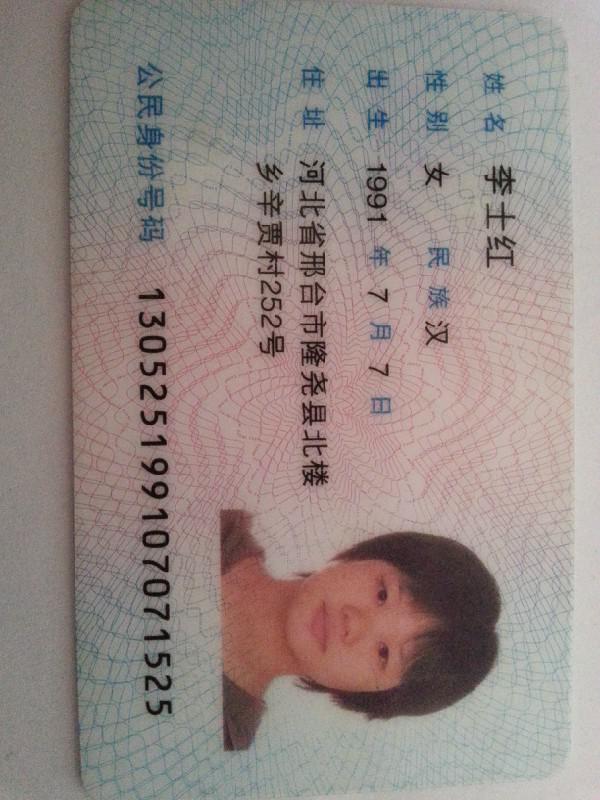 姓名 李士红
性别 女 民族 汉
出生 1991 年 7 月 7 日
住址 河北省邢台市隆尧县北楼
乡辛贾村252号
公民身份号码 130525199107071525